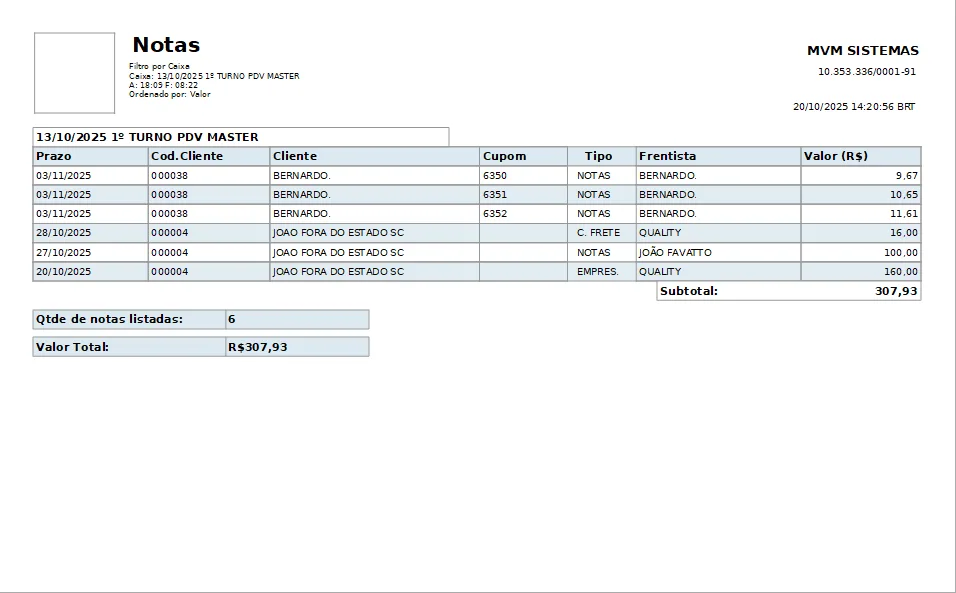 Notas
Filtro por Caixa
Caixa: 13/10/2025 1º TURNO PDV MASTER
A: 18:09 F: 08:22
Ordenado por: Valor
MVM SISTEMAS
10.353.336/0001-91
20/10/2025 14:20:56 BRT
13/10/2025 1º TURNO PDV MASTER
Prazo Cod.Cliente Cliente Cupom Tipo Frentista Valor (R$)
03/11/2025 000038 BERNARDO. 6350 NOTAS BERNARDO. 9,67
03/11/2025 000038 BERNARDO. 6351 NOTAS BERNARDO. 10,65
03/11/2025 000038 BERNARDO. 6352 NOTAS BERNARDO. 11,61
28/10/2025 000004 JOAO FORA DO ESTADO SC C. FRETE QUALITY 16,00
27/10/2025 000004 JOAO FORA DO ESTADO SC NOTAS JOÃO FAVATTO 100,00
20/10/2025 000004 JOAO FORA DO ESTADO SC EMPRES. QUALITY 160,00
Subtotal: 307,93
Qtde de notas listadas: 6
Valor Total: R$307,93